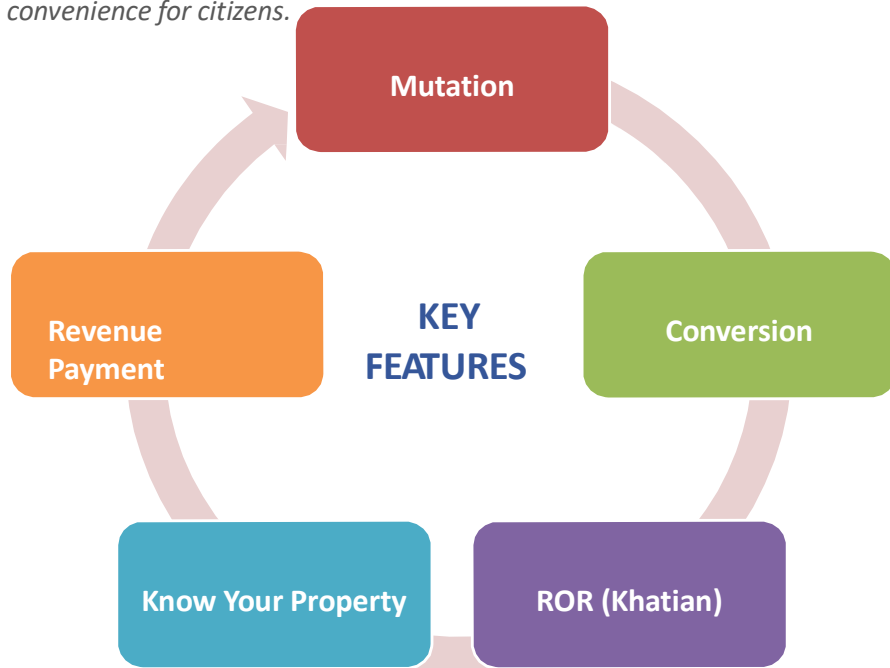 convenience for citizens.
Mutation
Revenue
Payment
KEY
FEATURES
Conversion
Know Your Property
ROR (Khatian)